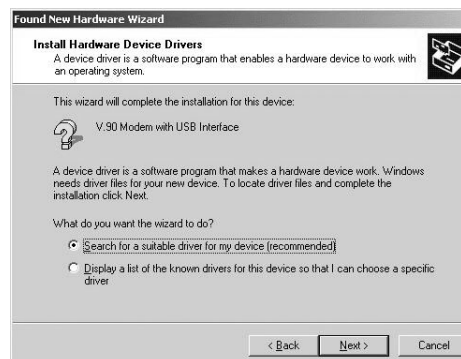 Found New Hardware Wizard
Install Hardware Device Drivers
A device driver is a software program that enables a hardware device to work with
an operating system.
This wizard will complete the installation for this device:
V.90 Modem with USB Interface
A device driver is a software program that makes a hardware device work. Windows
needs driver files for your new device. To locate driver files and complete the
installation click Next.
What do you want the wizard to do?
Search for a suitable driver for my device (recommended)
Display a list of the known drivers for this device so that I can choose a specific
driver
< Back Next > Cancel